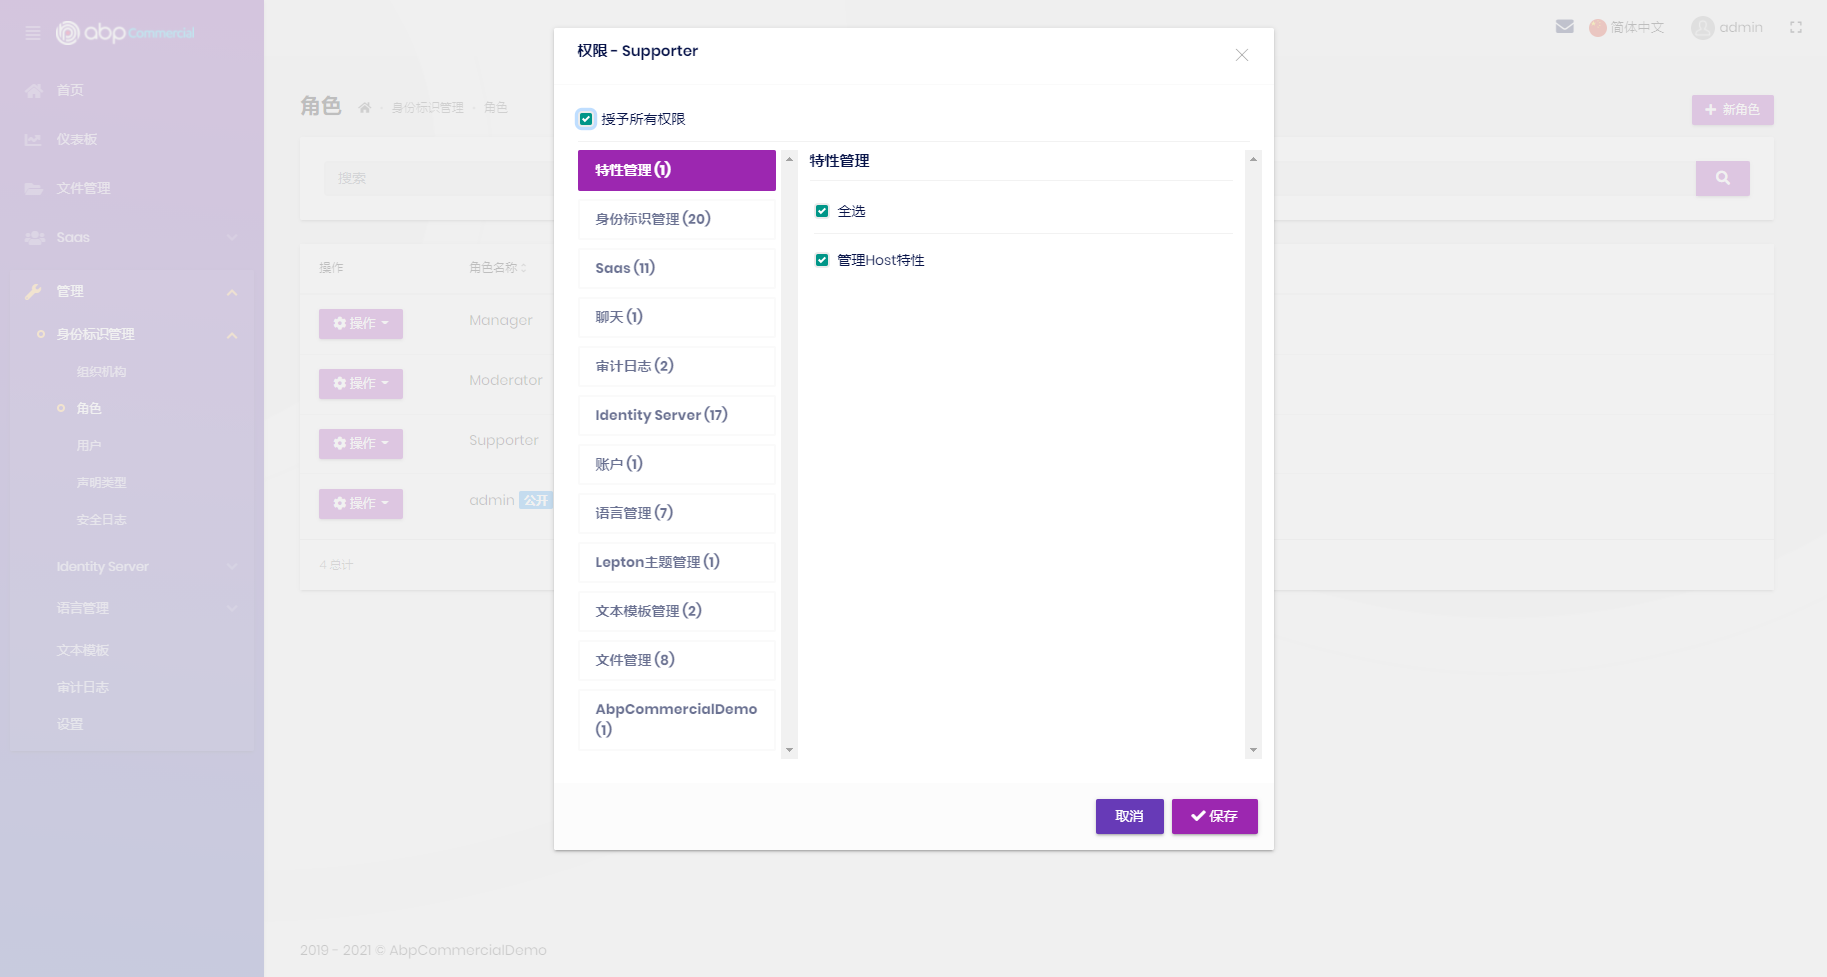 abp Commercial
首页
仪表板
文件管理
Saas
管理
身份标识管理
组织机构
角色
用户
声明类型
安全日志
Identity Server
语言管理
文本模板
审计日志
设置
简体中文
admin
角色
身份标识管理 - 角色
+ 新角色
搜索
操作
角色名称
操作
Manager
操作
Moderator
操作
Supporter
操作
admin 公开
4 总计
2019 - 2021 © AbpCommercialDemo
权限 - Supporter
授予所有权限
特性管理 (1)
身份标识管理 (20)
Saas (11)
聊天 (1)
审计日志 (2)
Identity Server (17)
账户 (1)
语言管理 (7)
Lepton主题管理 (1)
文本模板管理 (2)
文件管理 (8)
AbpCommercialDemo
(1)
特性管理
全选
管理Host特性
取消
保存